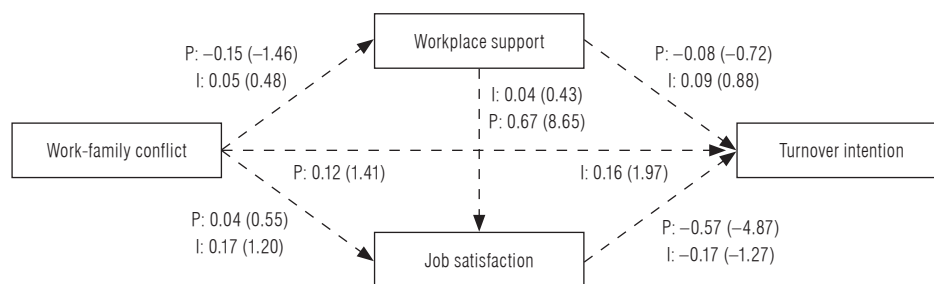 Workplace support
P: –0.15 (–1.46)
I: 0.05 (0.48)
P: –0.08 (–0.72)
I: 0.09 (0.88)
I: 0.04 (0.43)
P: 0.67 (8.65)
Work-family conflict
Turnover intention
P: 0.12 (1.41)
I: 0.16 (1.97)
P: 0.04 (0.55)
I: 0.17 (1.20)
P: –0.57 (–4.87)
I: –0.17 (–1.27)
Job satisfaction